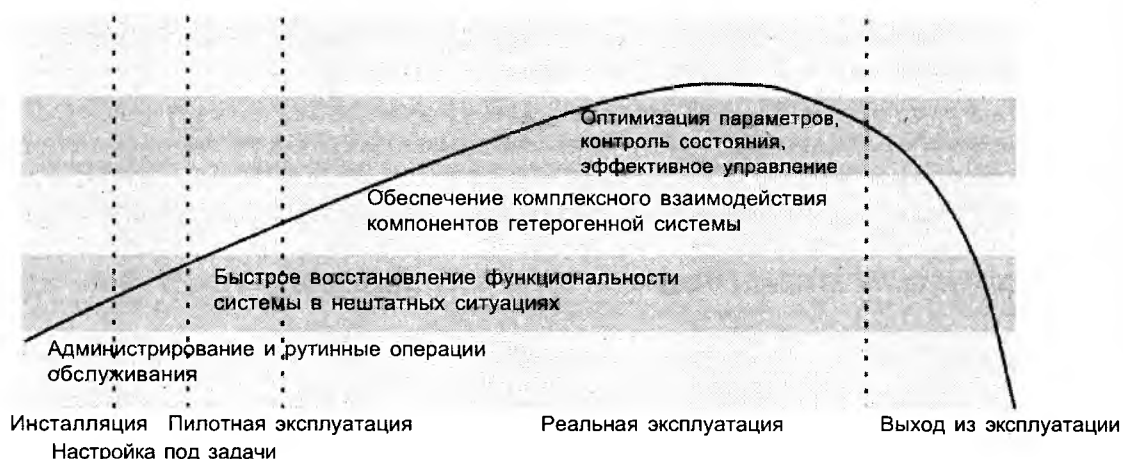 Оптимизация параметров,
контроль состояния,
эффективное управление
Обеспечение комплексного взаимодействия
компонентов гетерогенной системы
Быстрое восстановление функциональности
системы в нештатных ситуациях
Администрирование и рутинные операции
обслуживания
Инсталляция Пилотная эксплуатация Реальная эксплуатация Выход из эксплуатации
Настройка под задачи